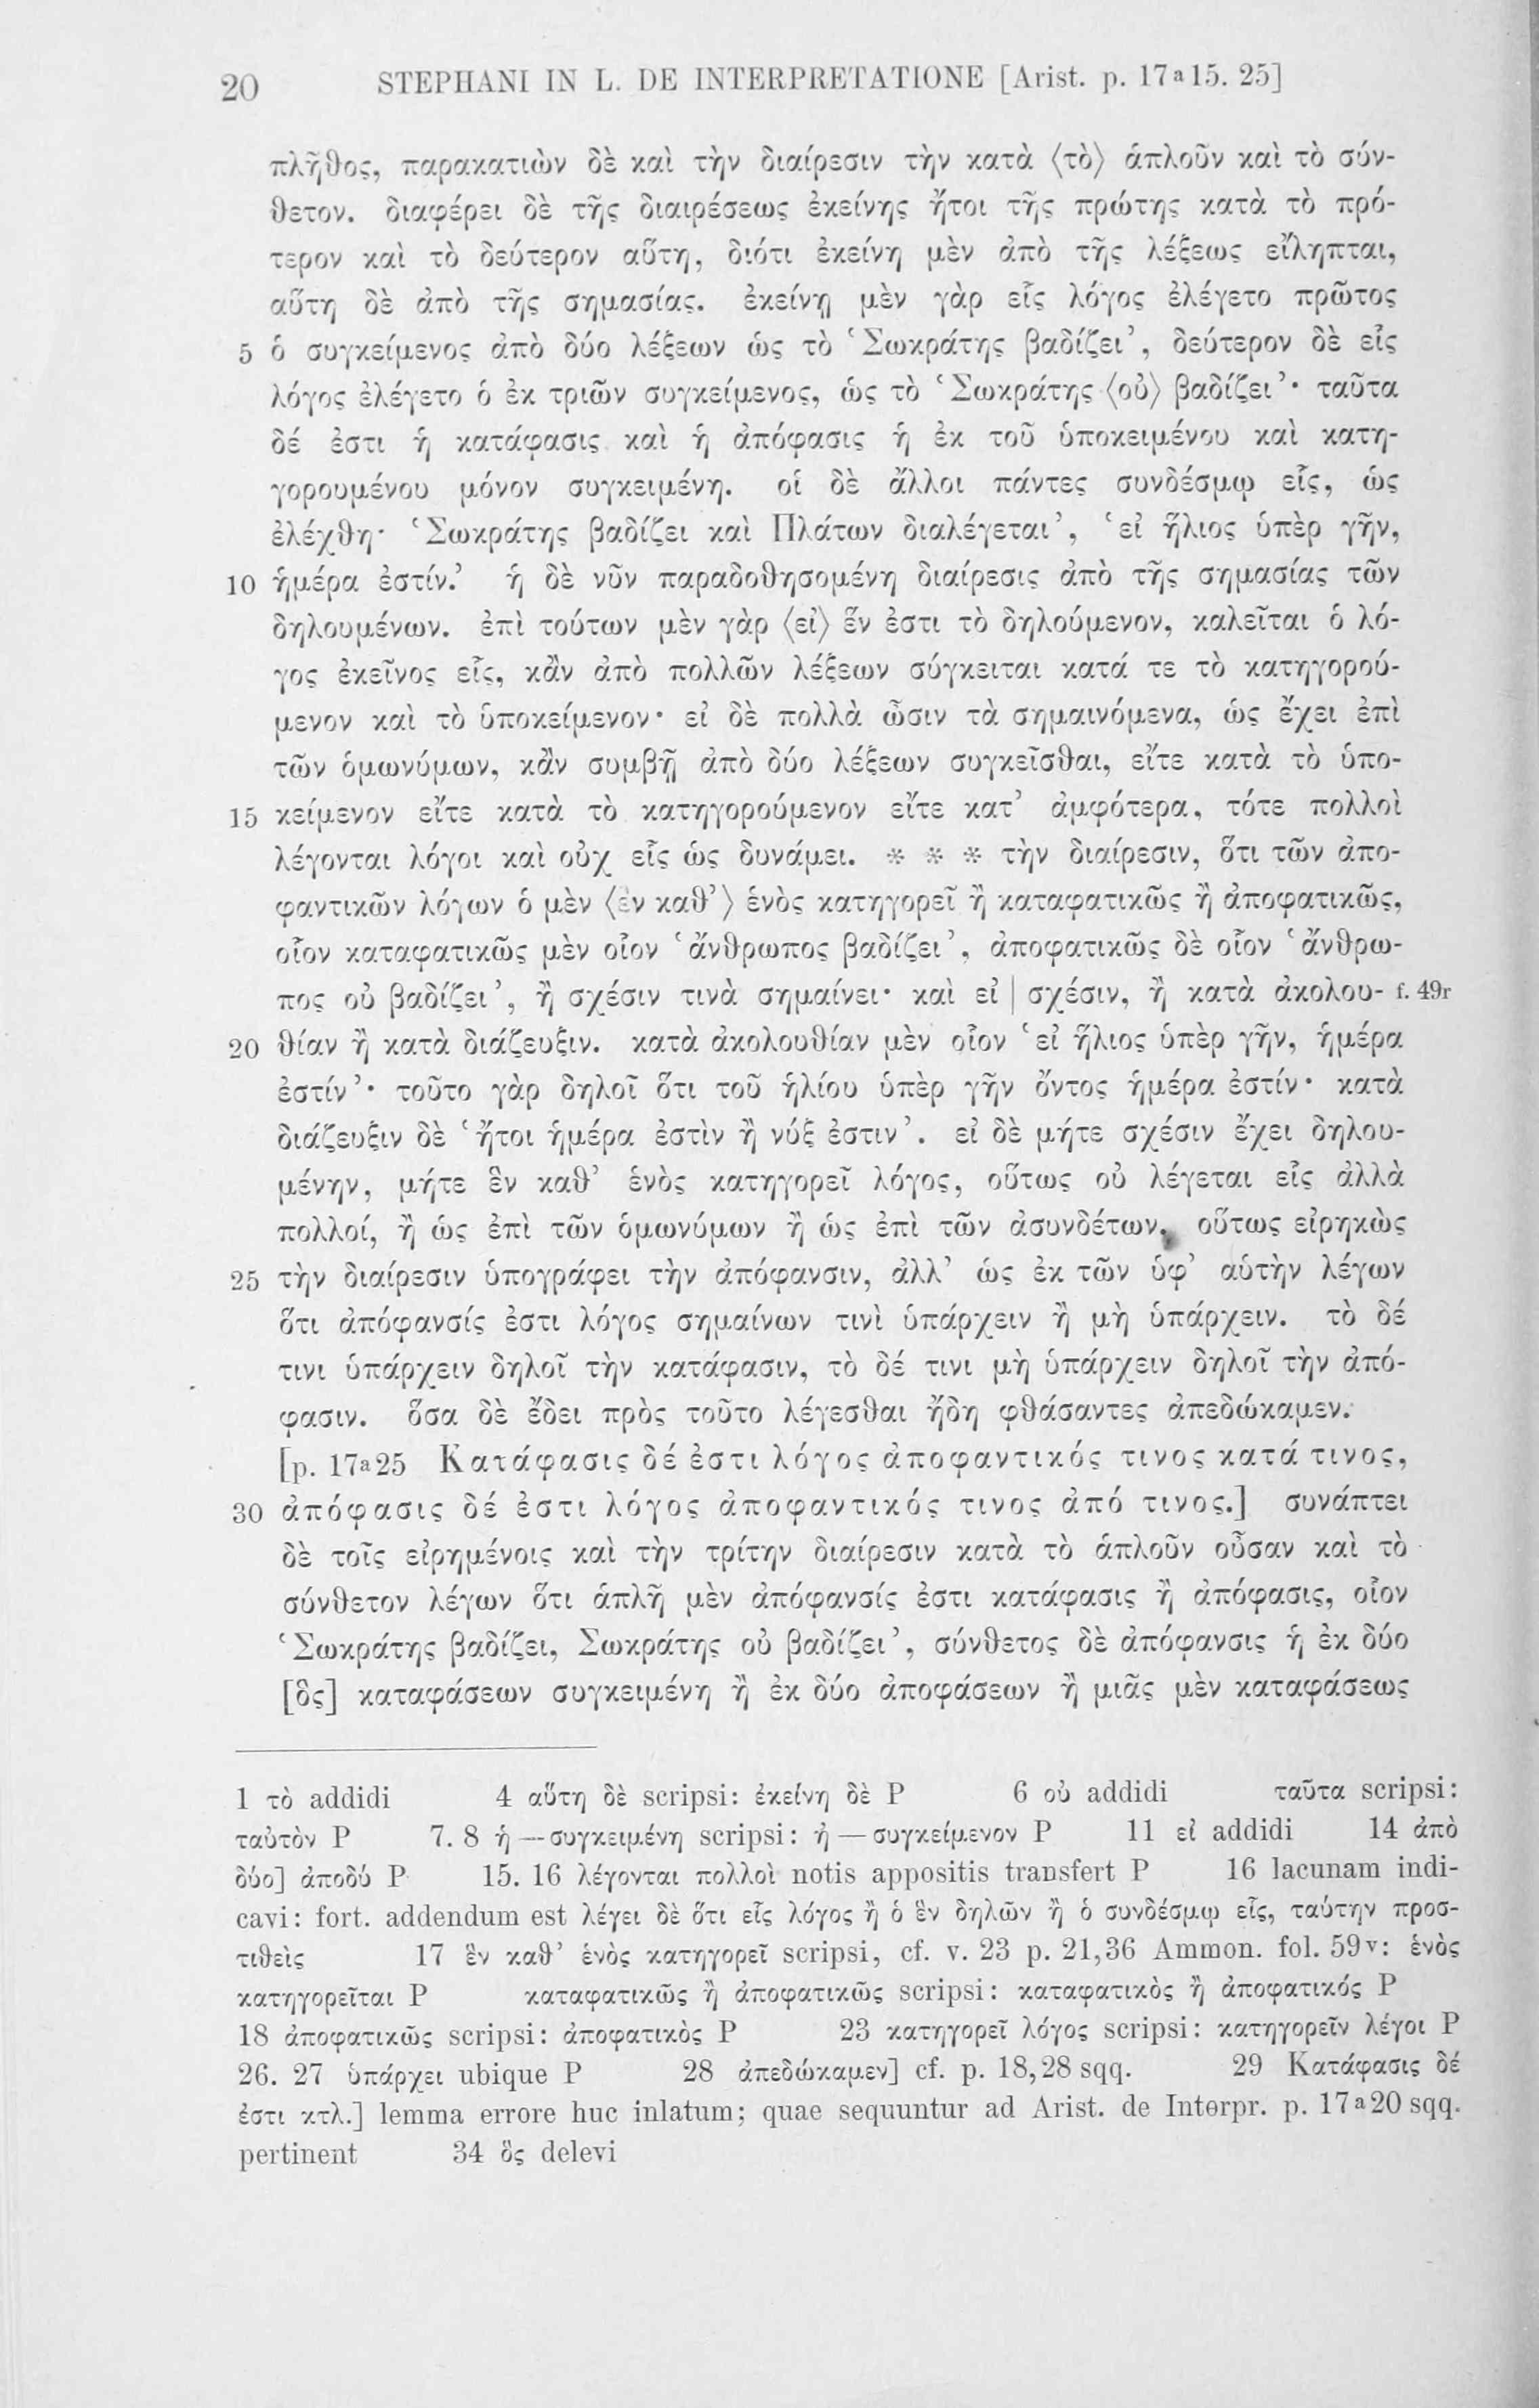 20 STEPHANI IN L. DE INTERPRETATIONE [Arist. p. 17ᵃ15. 25]
πλῆθος, παρακατιὼν δὲ καὶ τὴν διαίρεσιν τὴν κατὰ ⟨τὸ⟩ ἁπλοῦν καὶ τὸ σύν-
θετον. διαφέρει δὲ τῆς διαιρέσεως ἐκείνης ἤτοι τῆς πρώτης κατὰ τὸ πρό-
τερον καὶ τὸ δεύτερον αὕτη, διότι ἐκείνη μὲν ἀπὸ τῆς λέξεως εἴληπται,
αὕτη δὲ ἀπὸ τῆς σημασίας. ἐκείνῃ μὲν γὰρ εἷς λόγος ἐλέγετο πρῶτος
5 ὁ συγκείμενος ἀπὸ δύο λέξεων ὡς τὸ ‘Σωκράτης βαδίζει’, δεύτερον δὲ εἷς
λόγος ἐλέγετο ὁ ἐκ τριῶν συγκείμενος, ὡς τὸ ‘Σωκράτης ⟨οὐ⟩ βαδίζει’· ταῦτα
δέ ἐστι ἡ κατάφασις καὶ ἡ ἀπόφασις ἡ ἐκ τοῦ ὑποκειμένου καὶ κατη-
γορουμένου μόνον συγκειμένη. οἱ δὲ ἄλλοι πάντες συνδέσμῳ εἷς, ὡς
ἐλέχθη· ‘Σωκράτης βαδίζει καὶ Πλάτων διαλέγεται’, ‘εἰ ἥλιος ὑπὲρ γῆν,
10 ἡμέρα ἐστίν.’ ἡ δὲ νῦν παραδοθησομένη διαίρεσις ἀπὸ τῆς σημασίας τῶν
δηλουμένων. ἐπὶ τούτων μὲν γὰρ ⟨εἰ⟩ ἕν ἐστι τὸ δηλούμενον, καλεῖται ὁ λό-
γος ἐκεῖνος εἷς, κἂν ἀπὸ πολλῶν λέξεων σύγκειται κατά τε τὸ κατηγορού-
μενον καὶ τὸ ὑποκείμενον· εἰ δὲ πολλὰ ὦσιν τὰ σημαινόμενα, ὡς ἔχει ἐπὶ
τῶν ὁμωνύμων, κἂν συμβῇ ἀπὸ δύο λέξεων συγκεῖσθαι, εἴτε κατὰ τὸ ὑπο-
15 κείμενον εἴτε κατὰ τὸ κατηγορούμενον εἴτε κατ’ ἀμφότερα, τότε πολλοὶ
λέγονται λόγοι καὶ οὐχ εἷς ὡς δυνάμει. * * * τὴν διαίρεσιν, ὅτι τῶν ἀπο-
φαντικῶν λόγων ὁ μὲν ⟨ἓν καθ’⟩ ἑνὸς κατηγορεῖ ἢ καταφατικῶς ἢ ἀποφατικῶς,
οἷον καταφατικῶς μὲν οἷον ‘ἄνθρωπος βαδίζει’, ἀποφατικῶς δὲ οἷον ‘ἄνθρω-
πος οὐ βαδίζει’, ἢ σχέσιν τινὰ σημαίνει· καὶ εἰ | σχέσιν, ἢ κατὰ ἀκολου- f. 49r
20 θίαν ἢ κατὰ διάζευξιν. κατὰ ἀκολουθίαν μὲν οἷον ‘εἰ ἥλιος ὑπὲρ γῆν, ἡμέρα
ἐστίν’· τοῦτο γὰρ δηλοῖ ὅτι τοῦ ἡλίου ὑπὲρ γῆν ὄντος ἡμέρα ἐστίν· κατὰ
διάζευξιν δὲ ‘ἤτοι ἡμέρα ἐστὶν ἢ νύξ ἐστιν’. εἰ δὲ μήτε σχέσιν ἔχει δηλου-
μένην, μήτε ἓν καθ’ ἑνὸς κατηγορεῖ λόγος, οὕτως οὐ λέγεται εἷς ἀλλὰ
πολλοί, ἢ ὡς ἐπὶ τῶν ὁμωνύμων ἢ ὡς ἐπὶ τῶν ἀσυνδέτων. οὕτως εἰρηκὼς
25 τὴν διαίρεσιν ὑπογράφει τὴν ἀπόφανσιν, ἀλλ’ ὡς ἐκ τῶν ὑφ’ αὑτὴν λέγων
ὅτι ἀπόφανσίς ἐστι λόγος σημαίνων τινὶ ὑπάρχειν ἢ μὴ ὑπάρχειν. τὸ δέ
τινι ὑπάρχειν δηλοῖ τὴν κατάφασιν, τὸ δέ τινι μὴ ὑπάρχειν δηλοῖ τὴν ἀπό-
φασιν. ὅσα δὲ ἔδει πρὸς τοῦτο λέγεσθαι ἤδη φθάσαντες ἀπεδώκαμεν.
[p. 17ᵃ25 Κατάφασις δέ ἐστι λόγος ἀποφαντικός τινος κατά τινος,
30 ἀπόφασις δέ ἐστι λόγος ἀποφαντικός τινος ἀπό τινος.] συνάπτει
δὲ τοῖς εἰρημένοις καὶ τὴν τρίτην διαίρεσιν κατὰ τὸ ἁπλοῦν οὖσαν καὶ τὸ
σύνθετον λέγων ὅτι ἁπλῆ μὲν ἀπόφανσίς ἐστι κατάφασις ἢ ἀπόφασις, οἷον
‘Σωκράτης βαδίζει, Σωκράτης οὐ βαδίζει’, σύνθετος δὲ ἀπόφανσις ἡ ἐκ δύο
[ὃς] καταφάσεων συγκειμένη ἢ ἐκ δύο ἀποφάσεων ἢ μιᾶς μὲν καταφάσεως
1 τὸ addidi 4 αὕτη δὲ scripsi: ἐκείνη δὲ P 6 οὐ addidi ταῦτα scripsi:
ταὐτὸν P 7. 8 ἡ — συγκειμένη scripsi: ἢ — συγκείμενον P 11 εἰ addidi 14 ἀπὸ
δύο] ἀποδύ P 15. 16 λέγονται πολλοὶ notis appositis transfert P 16 lacunam indi-
cavi: fort. addendum est λέγει δὲ ὅτι εἷς λόγος ἢ ὁ ἓν δηλῶν ἢ ὁ συνδέσμῳ εἷς, ταύτην προσ-
τιθεὶς 17 ἓν καθ’ ἑνὸς κατηγορεῖ scripsi, cf. v. 23 p. 21,36 Ammon. fol. 59ᵛ: ἑνὸς
κατηγορεῖται P καταφατικῶς ἢ ἀποφατικῶς scripsi: καταφατικὸς ἢ ἀποφατικός P
18 ἀποφατικῶς scripsi: ἀποφατικὸς P 23 κατηγορεῖ λόγος scripsi: κατηγορεῖν λέγοι P
26. 27 ὑπάρχει ubique P 28 ἀπεδώκαμεν] cf. p. 18,28 sqq. 29 Κατάφασις δέ
ἐστι κτλ.] lemma errore huc inlatum; quae sequuntur ad Arist. de Interpr. p. 17ᵃ20 sqq.
pertinent 34 ὃς delevi